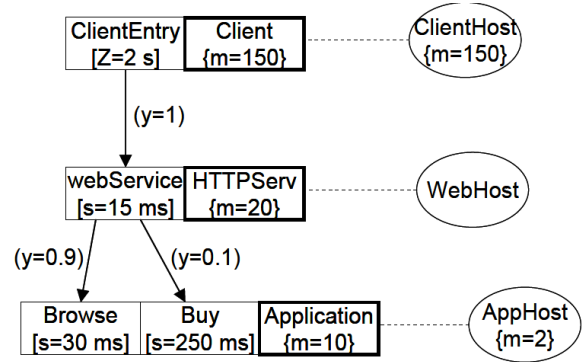 ClientEntry
[Z=2 s]
Client
{m=150}
ClientHost
{m=150}
(y=1)
webService
[s=15 ms]
HTTPServ
{m=20}
WebHost
(y=0.9)
(y=0.1)
Browse
[s=30 ms]
Buy
[s=250 ms]
Application
{m=10}
AppHost
{m=2}